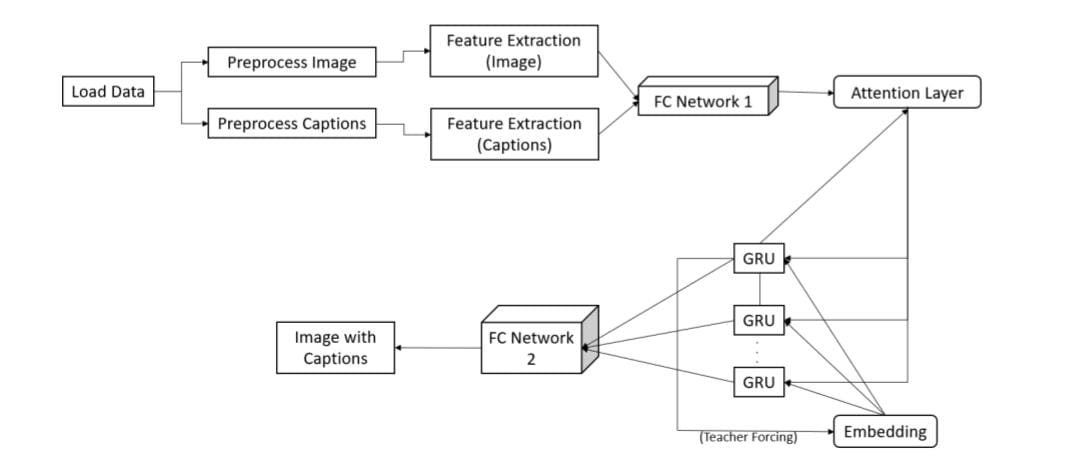 Load Data
Preprocess Image
Preprocess Captions
Feature Extraction
(Image)
Feature Extraction
(Captions)
FC Network 1
Attention Layer
GRU
GRU
GRU
Embedding
(Teacher Forcing)
FC Network
2
Image with
Captions